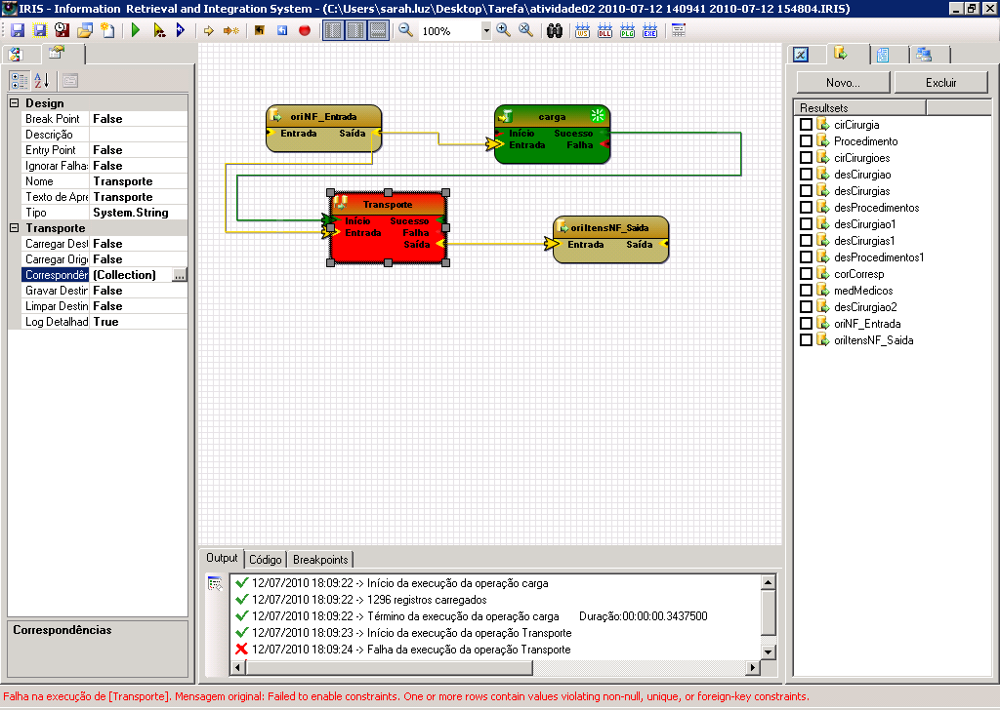 IRIS - Information Retrieval and Integration System - (C:\Users\sarah.luz\Desktop\Tarefa\atividade02 2010-07-12 140941 2010-07-12 154804.IRIS)
100%
Design
Break Point False
Descrição
Entry Point False
Ignorar Falha: False
Nome Transporte
Texto de Apre Transporte
Tipo System.String
Transporte
Carregar Dest False
Carregar Orig False
Correspondên (Collection) ...
Gravar Destin False
Limpar Destin False
Log Detalhad True
Correspondências
oriNF_Entrada
Entrada Saída
carga
Início Sucesso
Entrada Falha
Transporte
Início Sucesso
Entrada Falha
Saída
oriItensNF_Saida
Entrada Saída
Output Código Breakpoints
12/07/2010 18:09:22 -> Início da execução da operação carga
12/07/2010 18:09:22 -> 1296 registros carregados
12/07/2010 18:09:22 -> Término da execução da operação carga Duração:00:00:00.3437500
12/07/2010 18:09:23 -> Início da execução da operação Transporte
12/07/2010 18:09:24 -> Falha da execução da operação Transporte
Novo... Excluir
Resultsets
cirCirurgia
Procedimento
cirCirurgioes
desCirurgiao
desCirurgias
desProcedimentos
desCirurgiao1
desCirurgias1
desProcedimentos1
corCorresp
medMedicos
desCirurgiao2
oriNF_Entrada
oriItensNF_Saida
Falha na execução de [Transporte]. Mensagem original: Failed to enable constraints. One or more rows contain values violating non-null, unique, or foreign-key constraints.